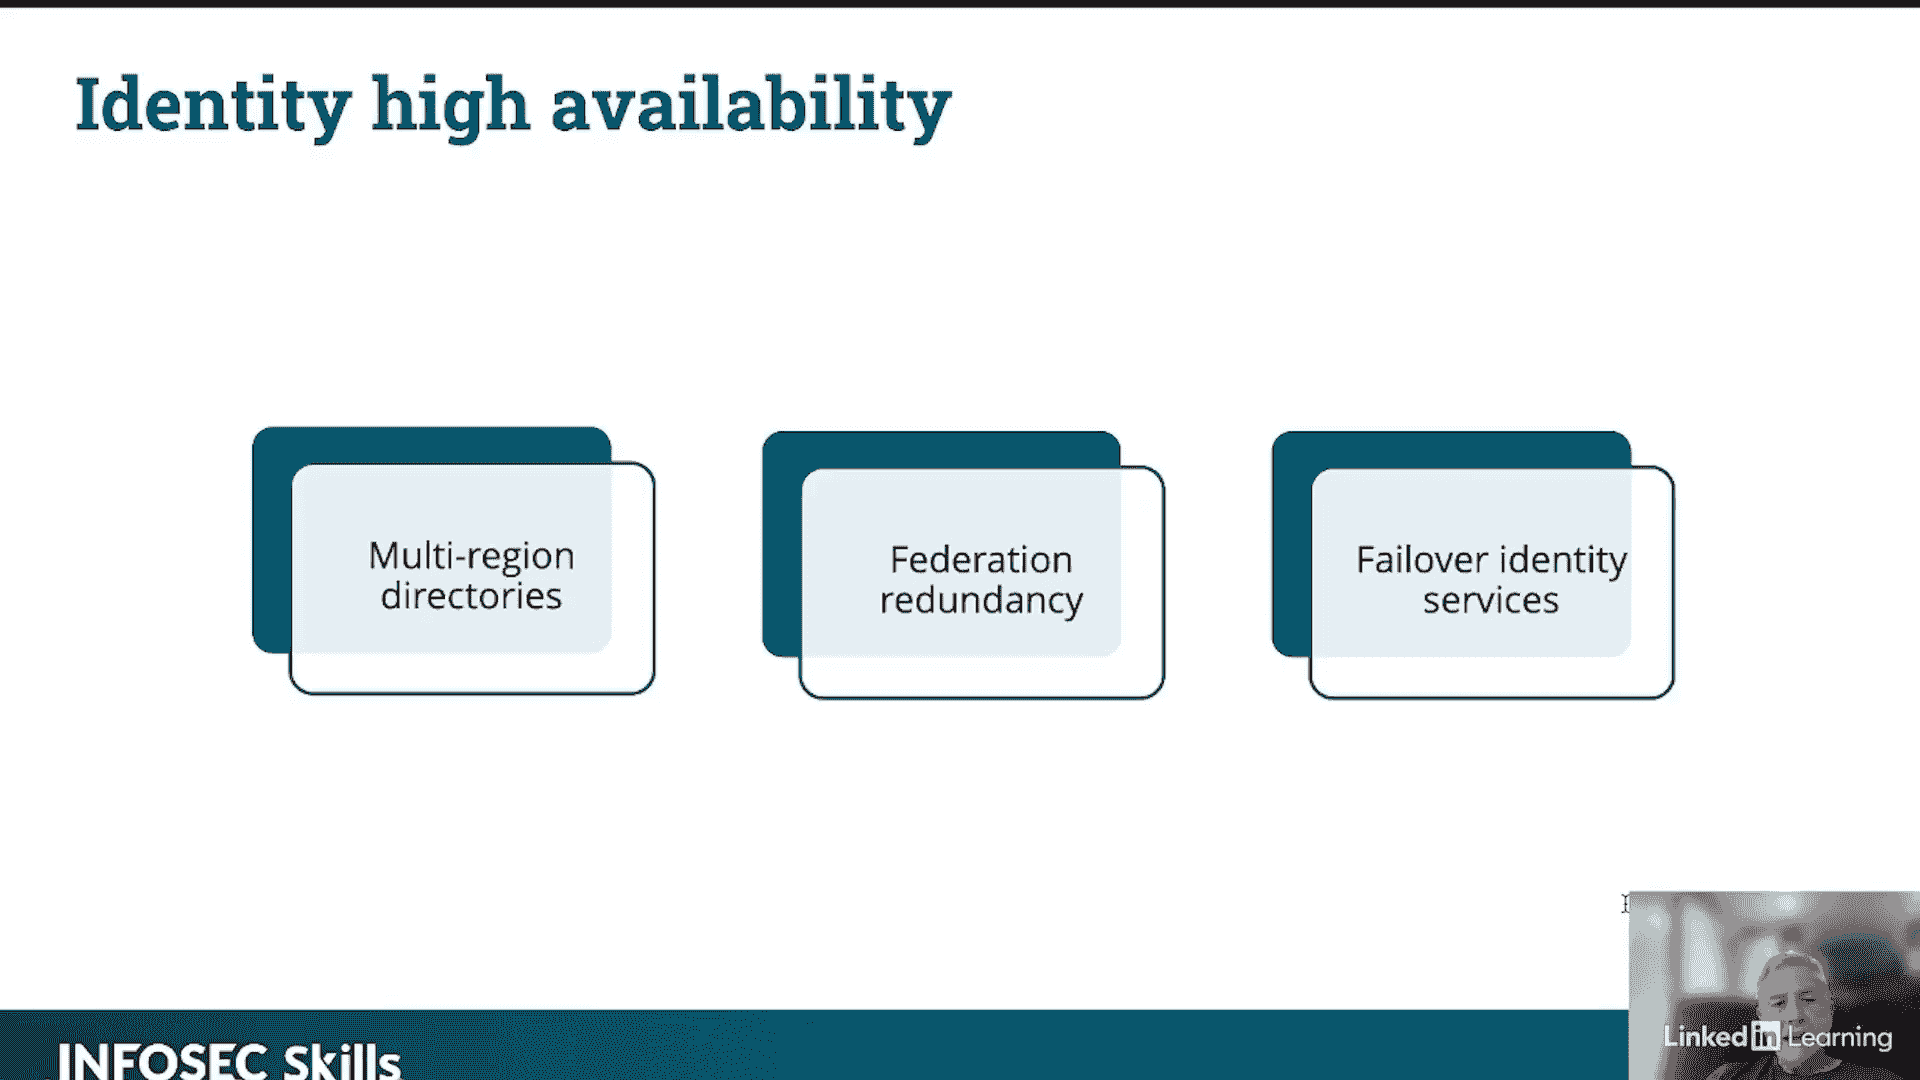 Identity high availability
Multi-region
directories
Federation
redundancy
Failover identity
services
INFOSEC Skills
Linked in Learning